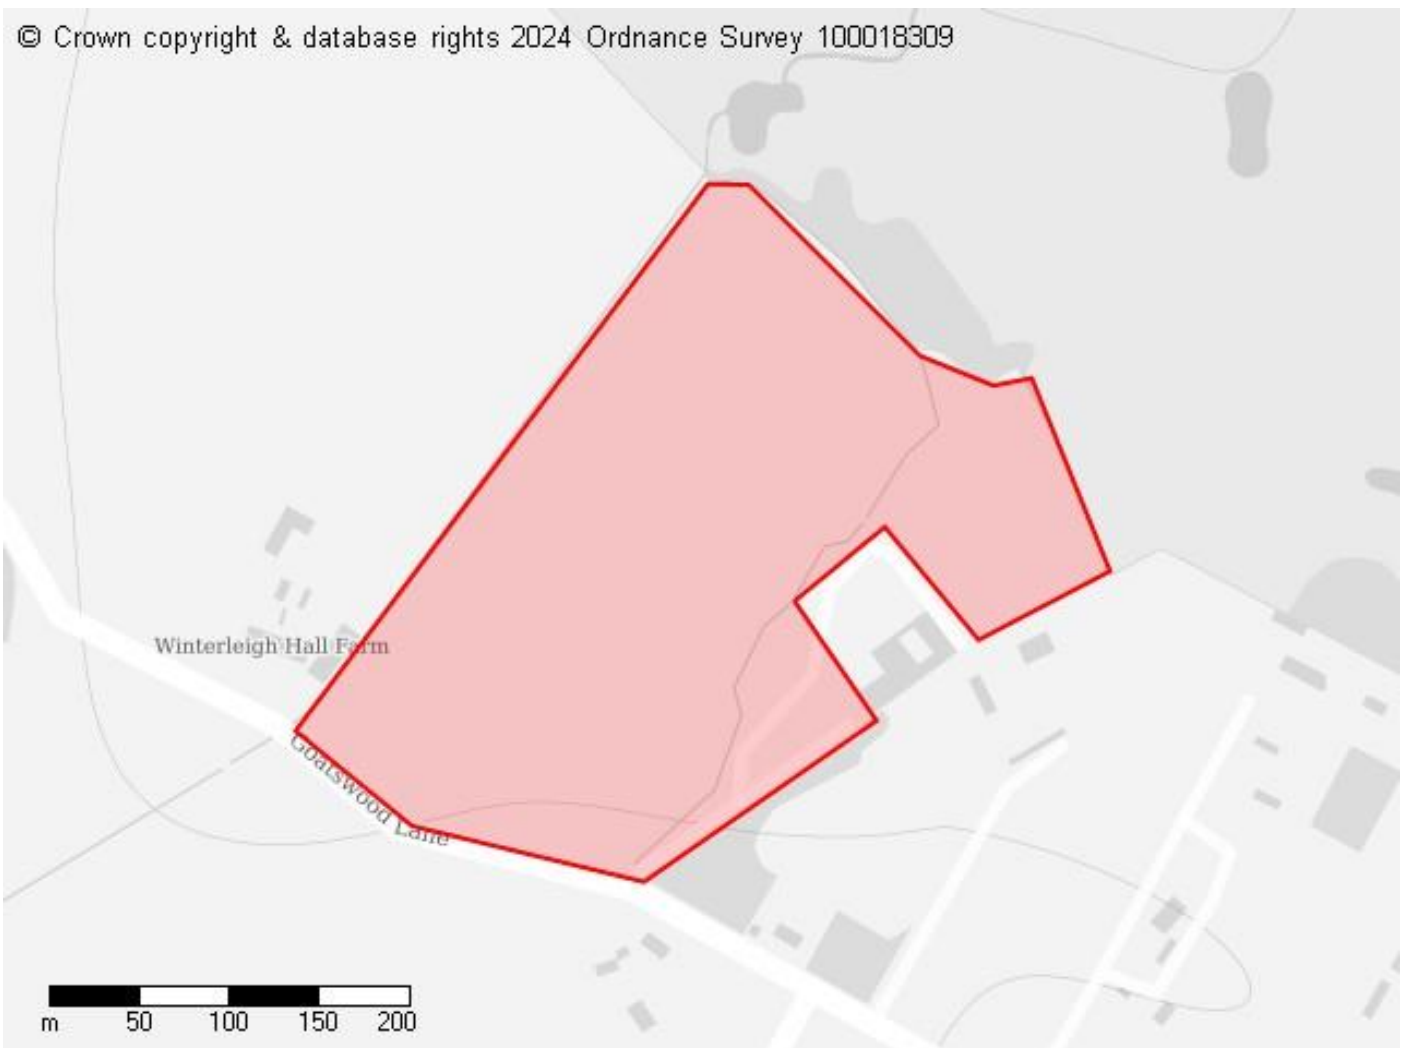 © Crown copyright & database rights 2024 Ordnance Survey 100018309
Winterleigh Hall Farm
Goatswood Lane
m 50 100 150 200